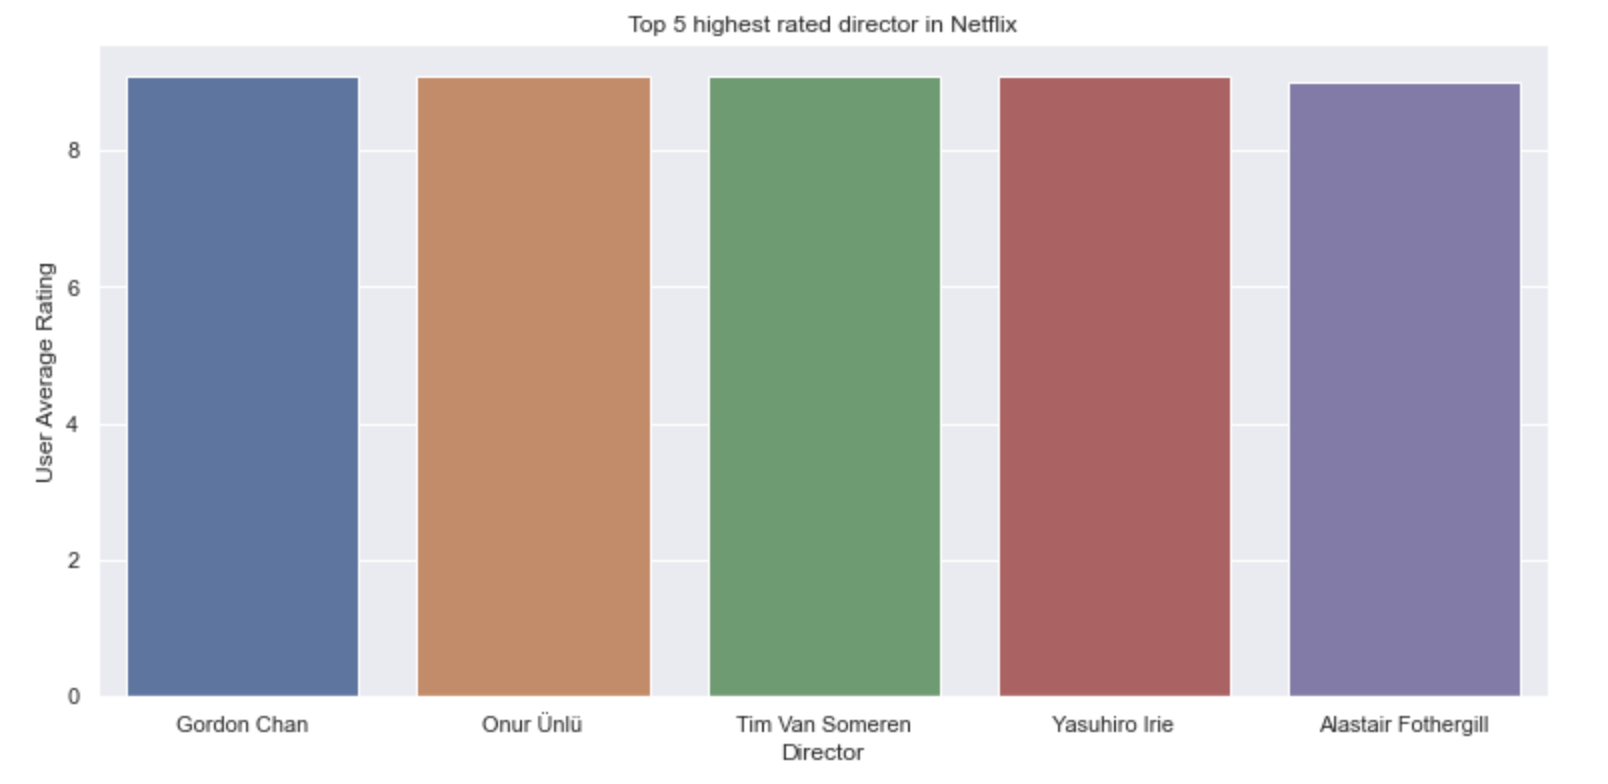 Top 5 highest rated director in Netflix
User Average Rating
8
6
4
2
0
Gordon Chan
Onur Ünlü
Tim Van Someren
Yasuhiro Irie
Alastair Fothergill
Director